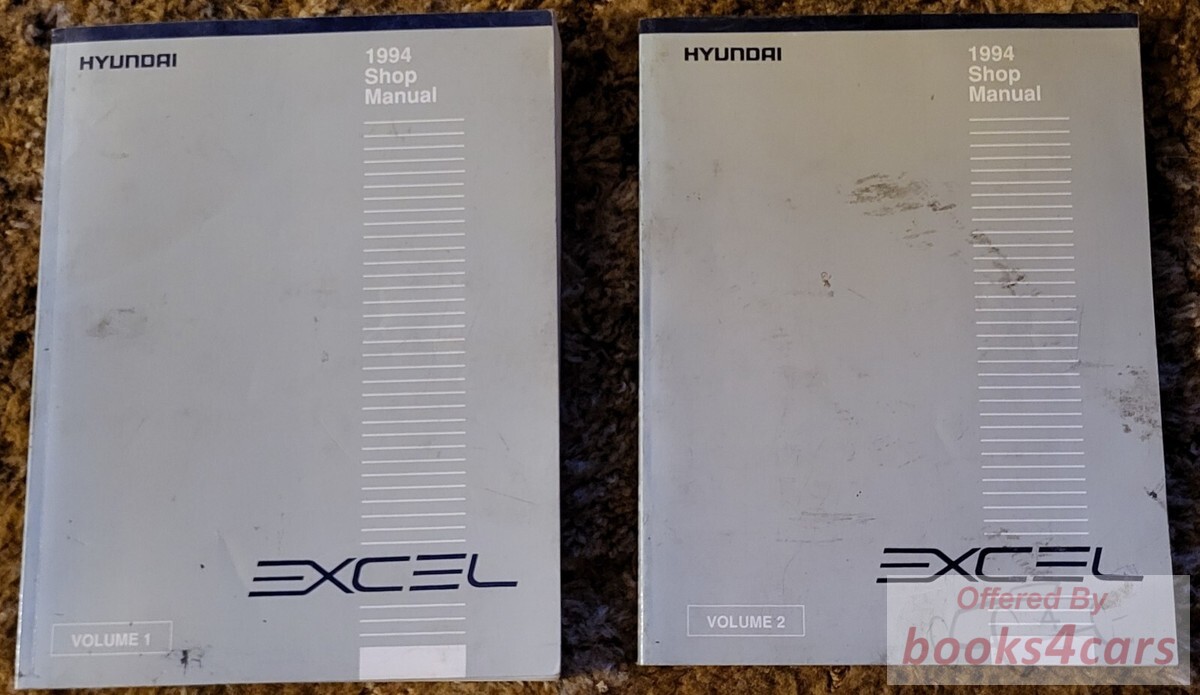 HYUNDAI
1994
Shop
Manual
EXCEL
VOLUME 1
HYUNDAI
1994
Shop
Manual
EXCEL
VOLUME 2
Offered By
books4cars